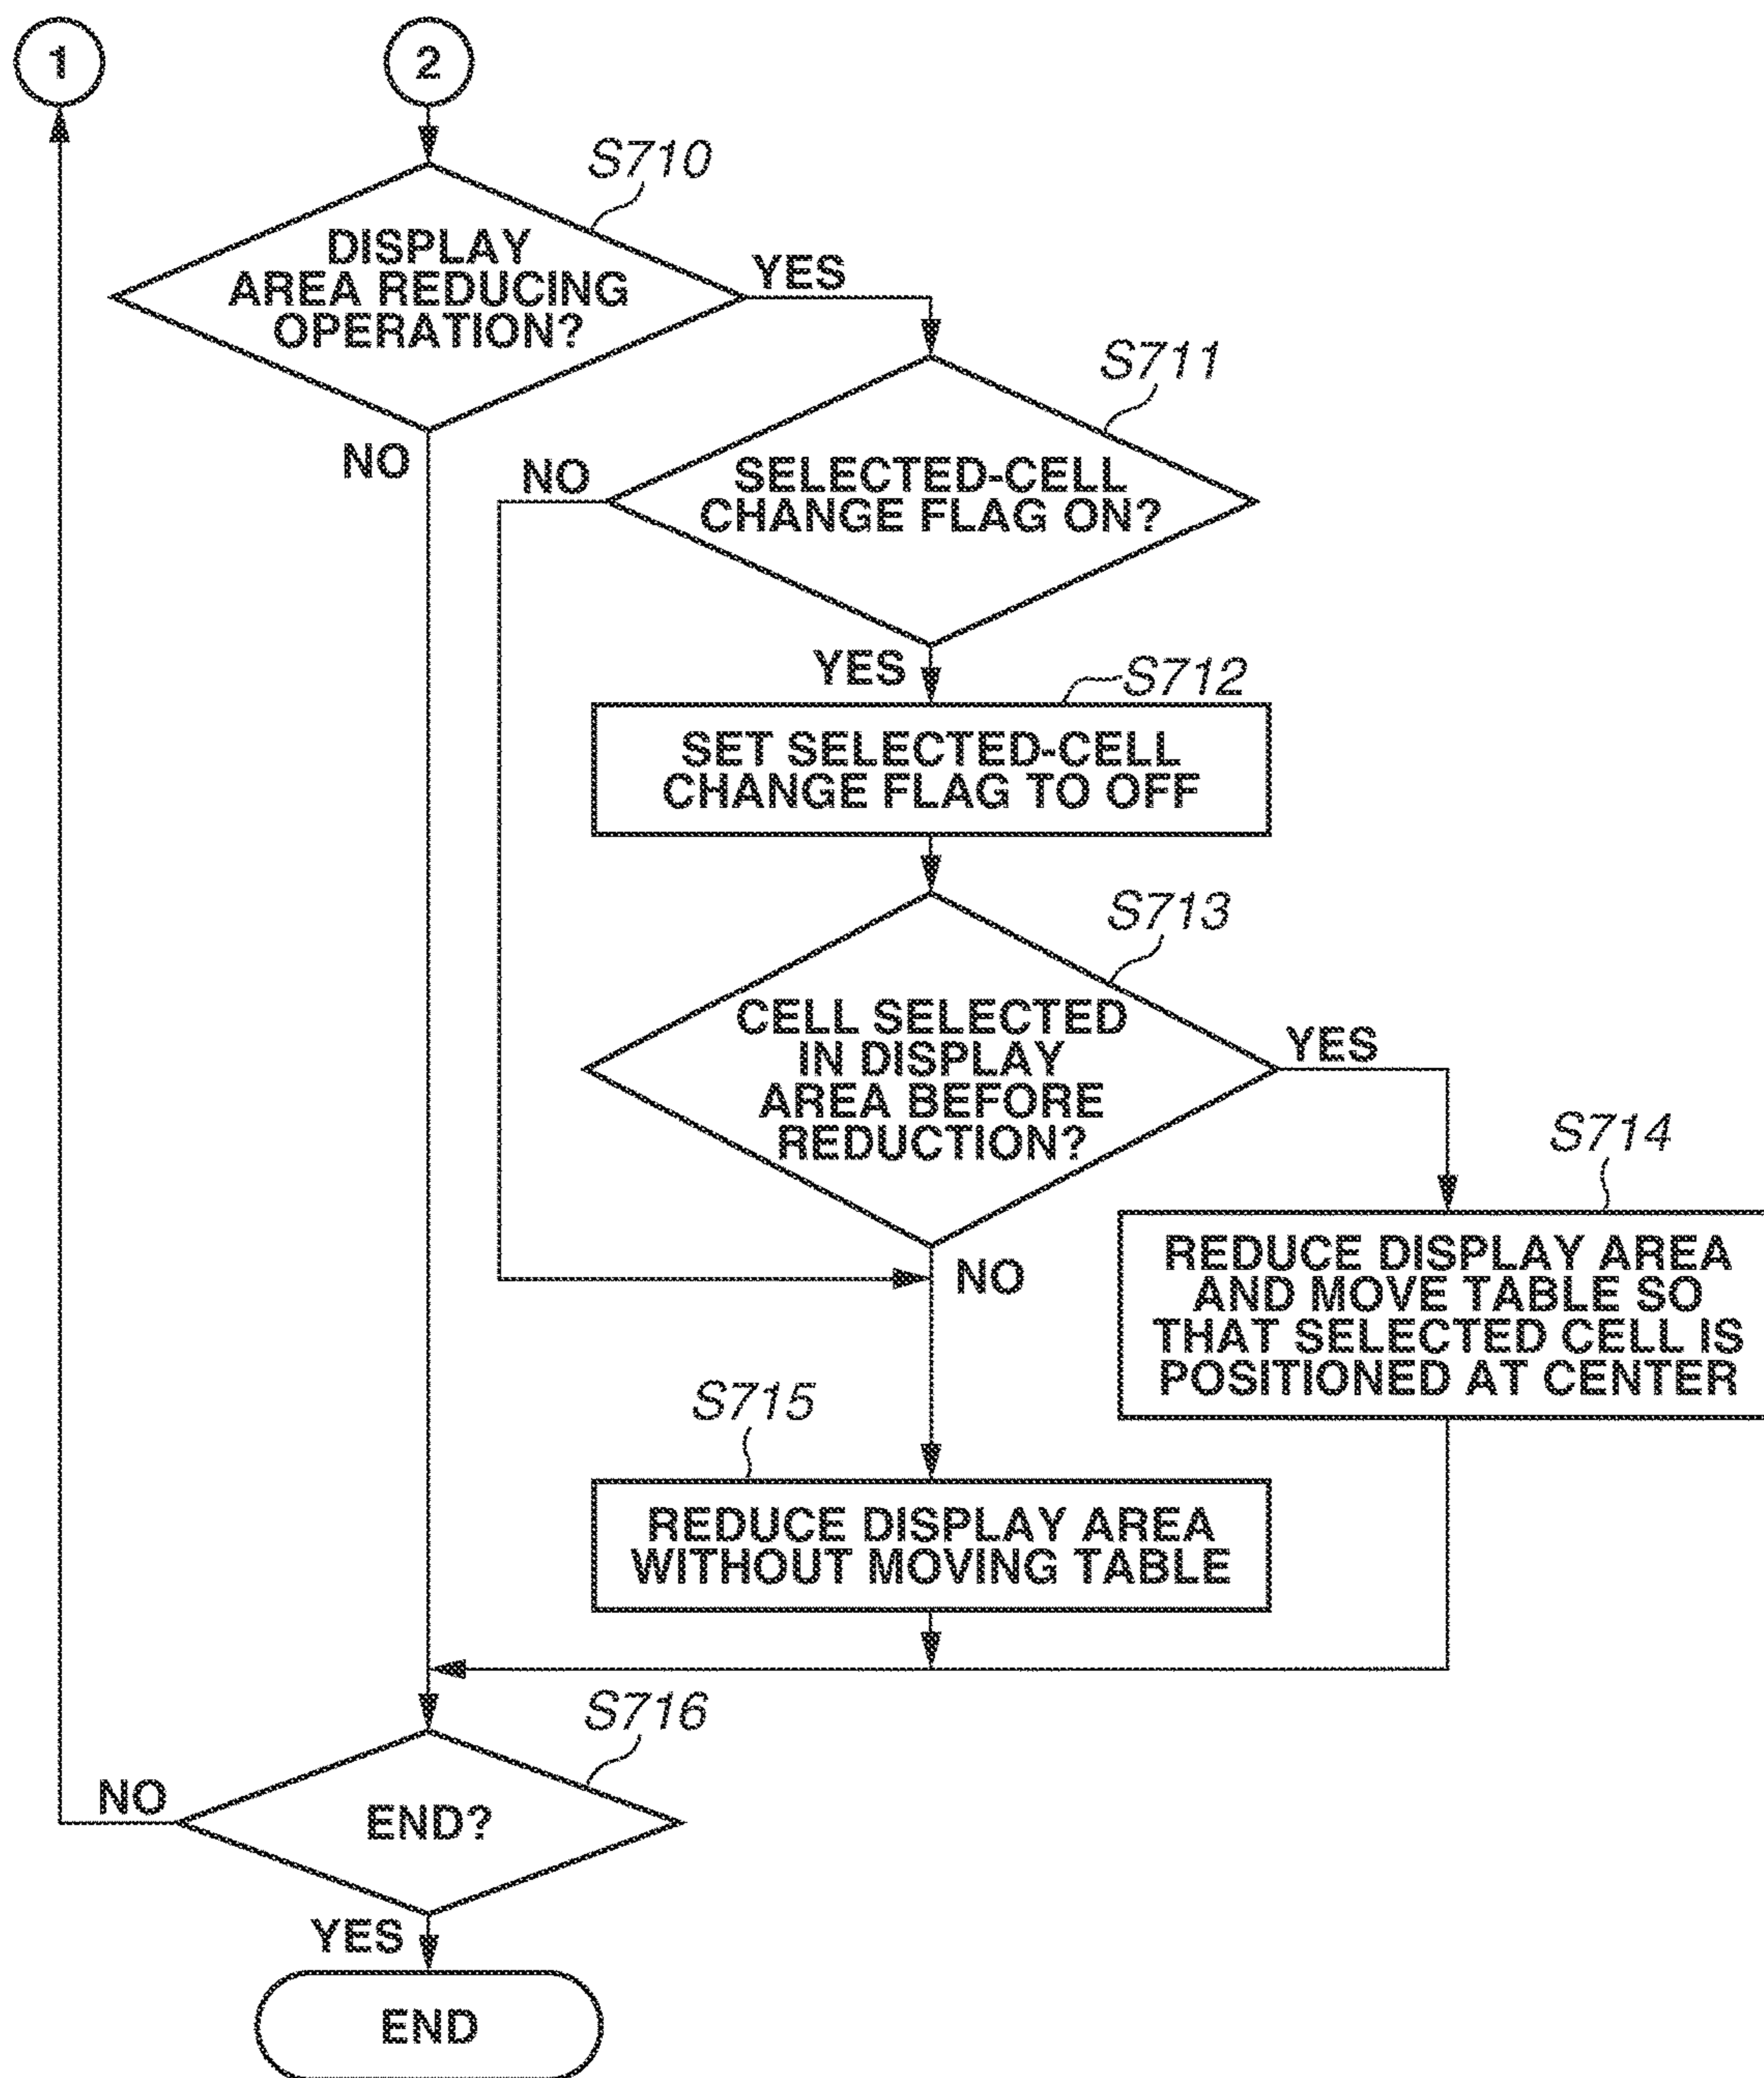 1
2
S710
DISPLAY
AREA REDUCING
OPERATION?
YES
NO
S711
SELECTED-CELL
CHANGE FLAG ON?
NO
YES
S712
SET SELECTED-CELL
CHANGE FLAG TO OFF
S713
CELL SELECTED
IN DISPLAY
AREA BEFORE
REDUCTION?
YES
NO
S714
REDUCE DISPLAY AREA
AND MOVE TABLE SO
THAT SELECTED CELL IS
POSITIONED AT CENTER
S715
REDUCE DISPLAY AREA
WITHOUT MOVING TABLE
S716
END?
NO
YES
END